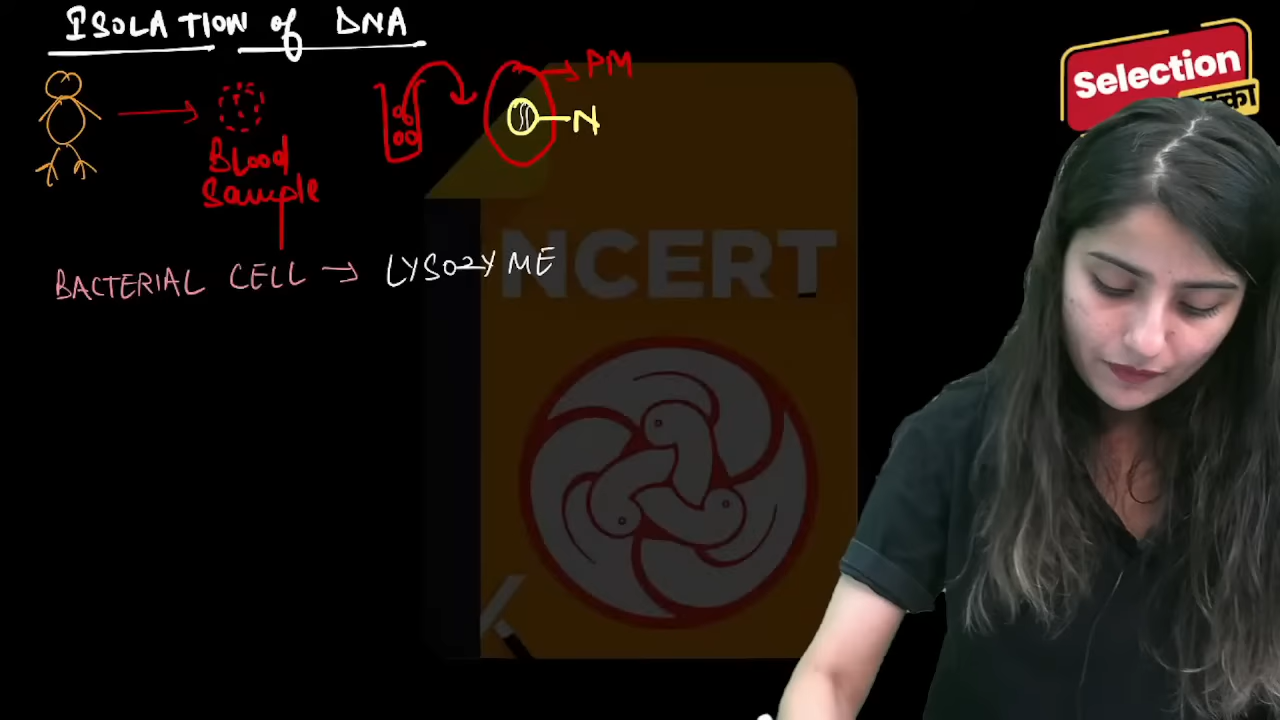 ISOLATION of DNA
PM
N
Blood
Sample
BACTERIAL CELL → LYSOZYME
NCERT
Selection